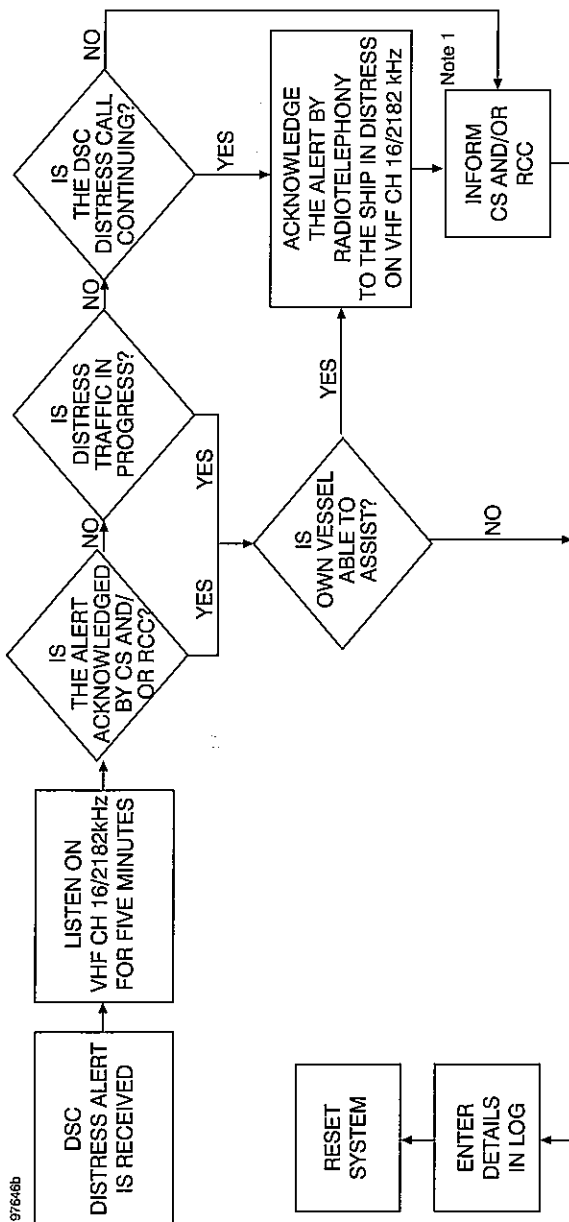 97646b
DSC
DISTRESS ALERT
IS RECEIVED
LISTEN ON
VHF CH 16/2182kHz
FOR FIVE MINUTES
IS
THE ALERT
ACKNOWLEDGED
BY CS AND/
OR RCC?
NO
YES
IS
DISTRESS
TRAFFIC IN
PROGRESS?
NO
YES
IS
THE DSC
DISTRESS CALL
CONTINUING?
NO
YES
IS
OWN VESSEL
ABLE TO
ASSIST?
YES
NO
ACKNOWLEDGE
THE ALERT BY
RADIOTELEPHONY
TO THE SHIP IN DISTRESS
ON VHF CH 16/2182 kHz
Note 1
INFORM
CS AND/OR
RCC
RESET
SYSTEM
ENTER
DETAILS
IN LOG